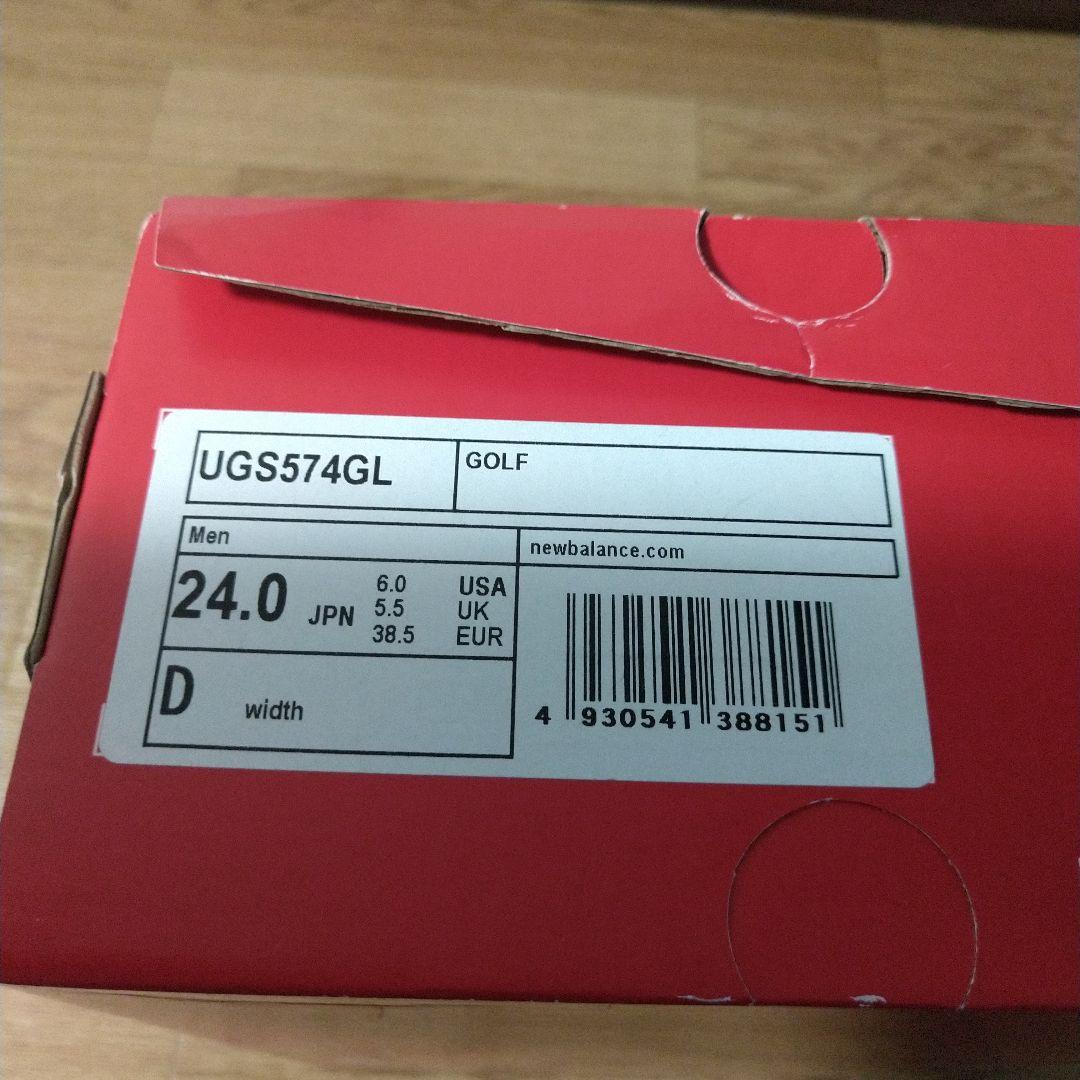 UGS574GL
GOLF
Men
newbalance.com
24.0 JPN
6.0 USA
5.5 UK
38.5 EUR
D width
4 930541 388151